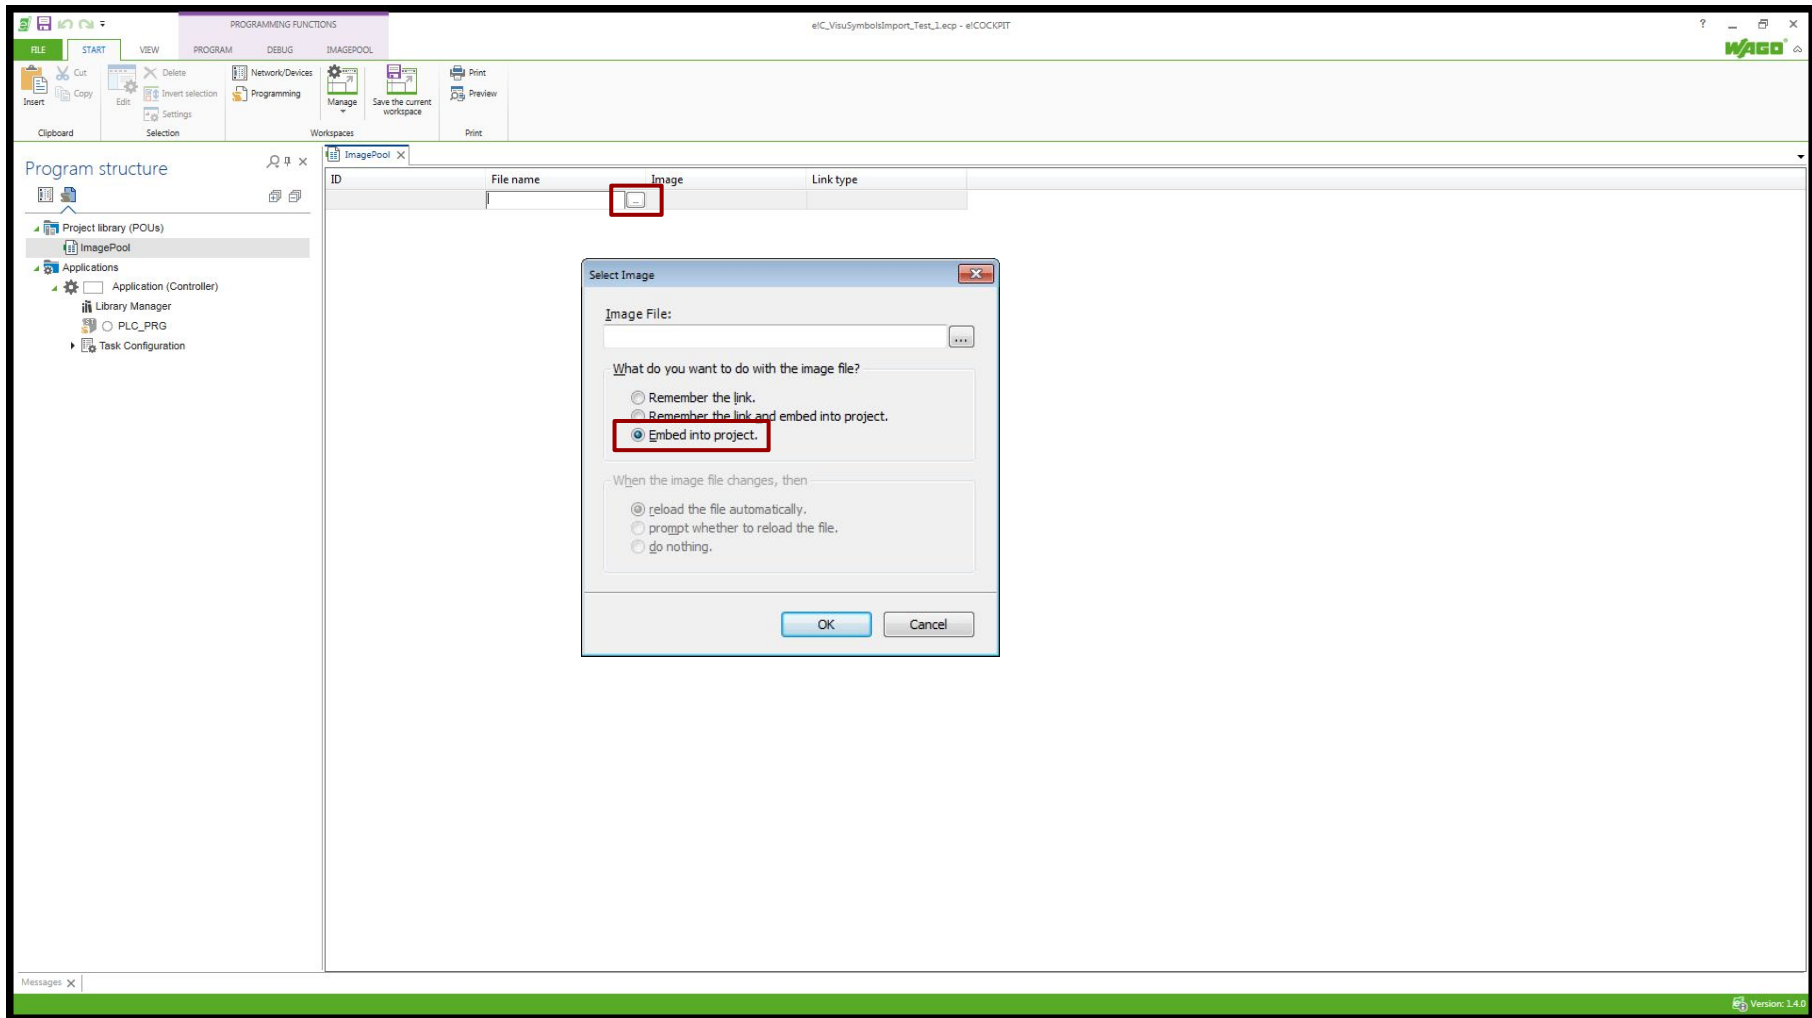 PROGRAMMING FUNCTIONS
e!C_VisuSymbolsImport_Test_1.ecp - e!COCKPIT
?
FILE START VIEW PROGRAM DEBUG IMAGEPOOL
WAGO
Insert
Cut
Copy
Clipboard
Edit
Delete
Invert selection
Settings
Selection
Network/Devices
Programming
Manage
Save the current
workspace
Workspaces
Print
Preview
Print
Program structure
Project library (POUs)
ImagePool
Applications
Application (Controller)
Library Manager
PLC_PRG
Task Configuration
ImagePool
ID File name Image Link type
...
Select Image
Image File:
...
What do you want to do with the image file?
Remember the link.
Remember the link and embed into project.
Embed into project.
When the image file changes, then
reload the file automatically.
prompt whether to reload the file.
do nothing.
OK Cancel
Messages
Version: 1.4.0